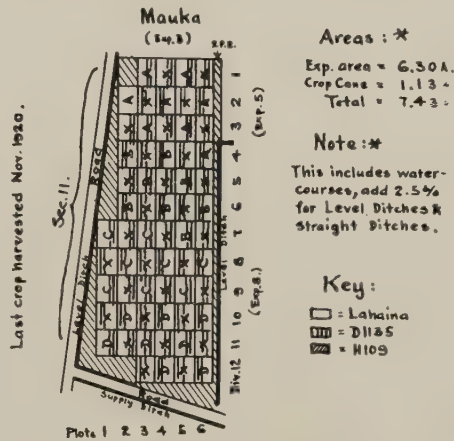 Mauka
(Exp. 3)
R.P.E.
Areas : *
Exp. area = 6.30 A.
Crop Cane = 1.13 "
Total = 7.43 "
Note : *
This includes water-
courses, add 2.5%
for Level Ditches &
Straight Ditches.
Key:
= Lahaina
= D1135
= H109
Last crop harvested Nov. 1920.
Sec. 11.
Road
Level Ditch
A X A X
A X A X A
X A X A
B X B X
X B X B
B X B X B
C X C X B X
X C X C
C X C X C
X D X D X
D X D X D
X D X D
1
2
3
4
5
6
7
8
9
10
11
Div. 12
(Exp. 5)
Level Ditch
(Exp. 8.)
Road
Supply Ditch
Plots 1 2 3 4 5 6